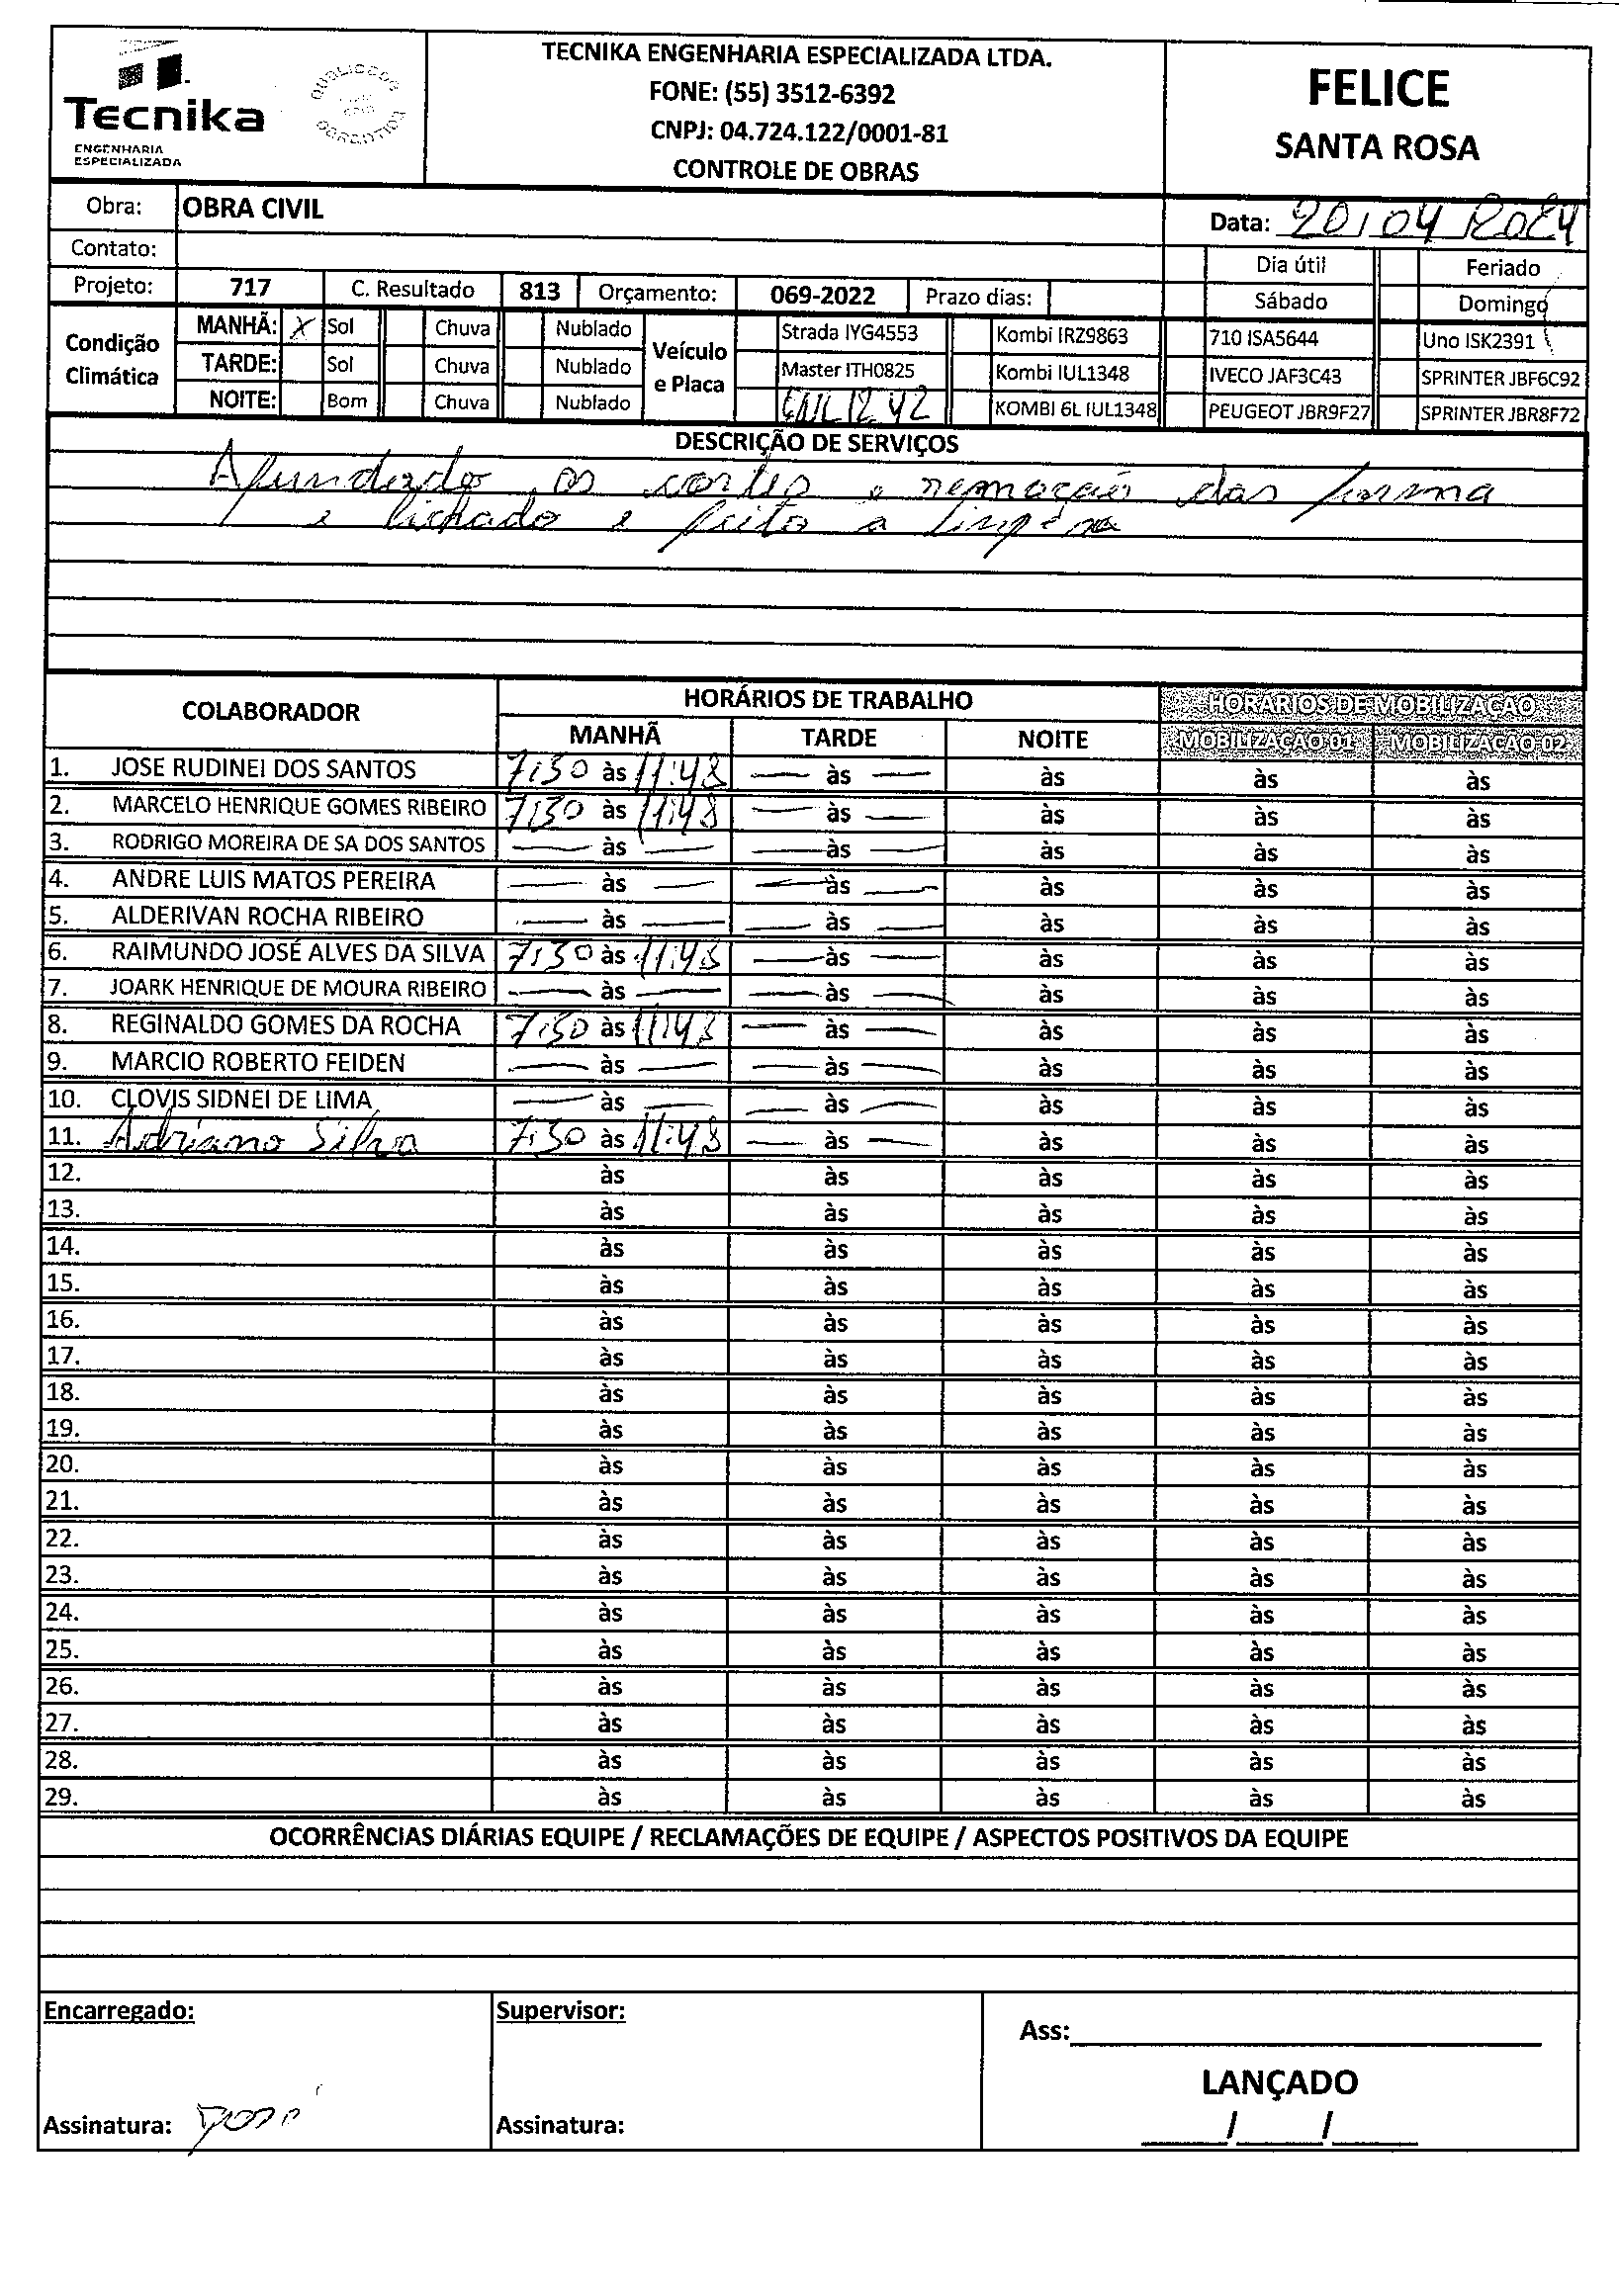 Tecnika
ENGENHARIA
ESPECIALIZADA
TECNIKA ENGENHARIA ESPECIALIZADA LTDA.
FONE: (55) 3512-6392
CNPJ: 04.724.122/0001-81
CONTROLE DE OBRAS
FELICE
SANTA ROSA
Obra: OBRA CIVIL
Data: 20/04/2024
Contato:
Dia útil Feriado
Projeto: 717 C. Resultado 813 Orçamento: 069-2022 Prazo dias:
Sábado Domingo
Condição Climática
MANHÃ: X Sol Chuva Nublado
TARDE: Sol Chuva Nublado
NOITE: Bom Chuva Nublado
Veículo e Placa
Strada IYG4553 Kombi IRZ9863 710 ISA5644 Uno ISK2391
Master ITH0825 Kombi IUL1348 IVECO JAF3C43 SPRINTER JBF6C92
KOMBI 6L IUL1348 PEUGEOT JBR9F27 SPRINTER JBR8F72
DESCRIÇÃO DE SERVIÇOS
os cortes e remoção das forma
e lichado e feito a limpéza
COLABORADOR HORÁRIOS DE TRABALHO HORÁRIOS DE MOBILIZAÇÃO
MANHÃ TARDE NOITE MOBILIZAÇÃO 01 MOBILIZAÇÃO 02
1. JOSE RUDINEI DOS SANTOS 7:30 às 11:48 — às — às às às
2. MARCELO HENRIQUE GOMES RIBEIRO 7:30 às 11:48 — às — às às às
3. RODRIGO MOREIRA DE SA DOS SANTOS — às — — às — às às às
4. ANDRE LUIS MATOS PEREIRA — às — — às — às às às
5. ALDERIVAN ROCHA RIBEIRO — às — — às — às às às
6. RAIMUNDO JOSÉ ALVES DA SILVA 7:30 às 11:48 — às — às às às
7. JOARK HENRIQUE DE MOURA RIBEIRO — às — — às — às às às
8. REGINALDO GOMES DA ROCHA 7:30 às 11:48 — às — às às às
9. MARCIO ROBERTO FEIDEN — às — — às — às às às
10. CLOVIS SIDNEI DE LIMA — às — — às — às às às
11. Adriano Silva 7:30 às 11:48 — às — às às às
12. às às às às às
13. às às às às às
14. às às às às às
15. às às às às às
16. às às às às às
17. às às às às às
18. às às às às às
19. às às às às às
20. às às às às às
21. às às às às às
22. às às às às às
23. às às às às às
24. às às às às às
25. às às às às às
26. às às às às às
27. às às às às às
28. às às às às às
29. às às às às às
OCORRÊNCIAS DIÁRIAS EQUIPE / RECLAMAÇÕES DE EQUIPE / ASPECTOS POSITIVOS DA EQUIPE
Encarregado: Supervisor:
Ass:
LANÇADO
Assinatura: José Assinatura: / /